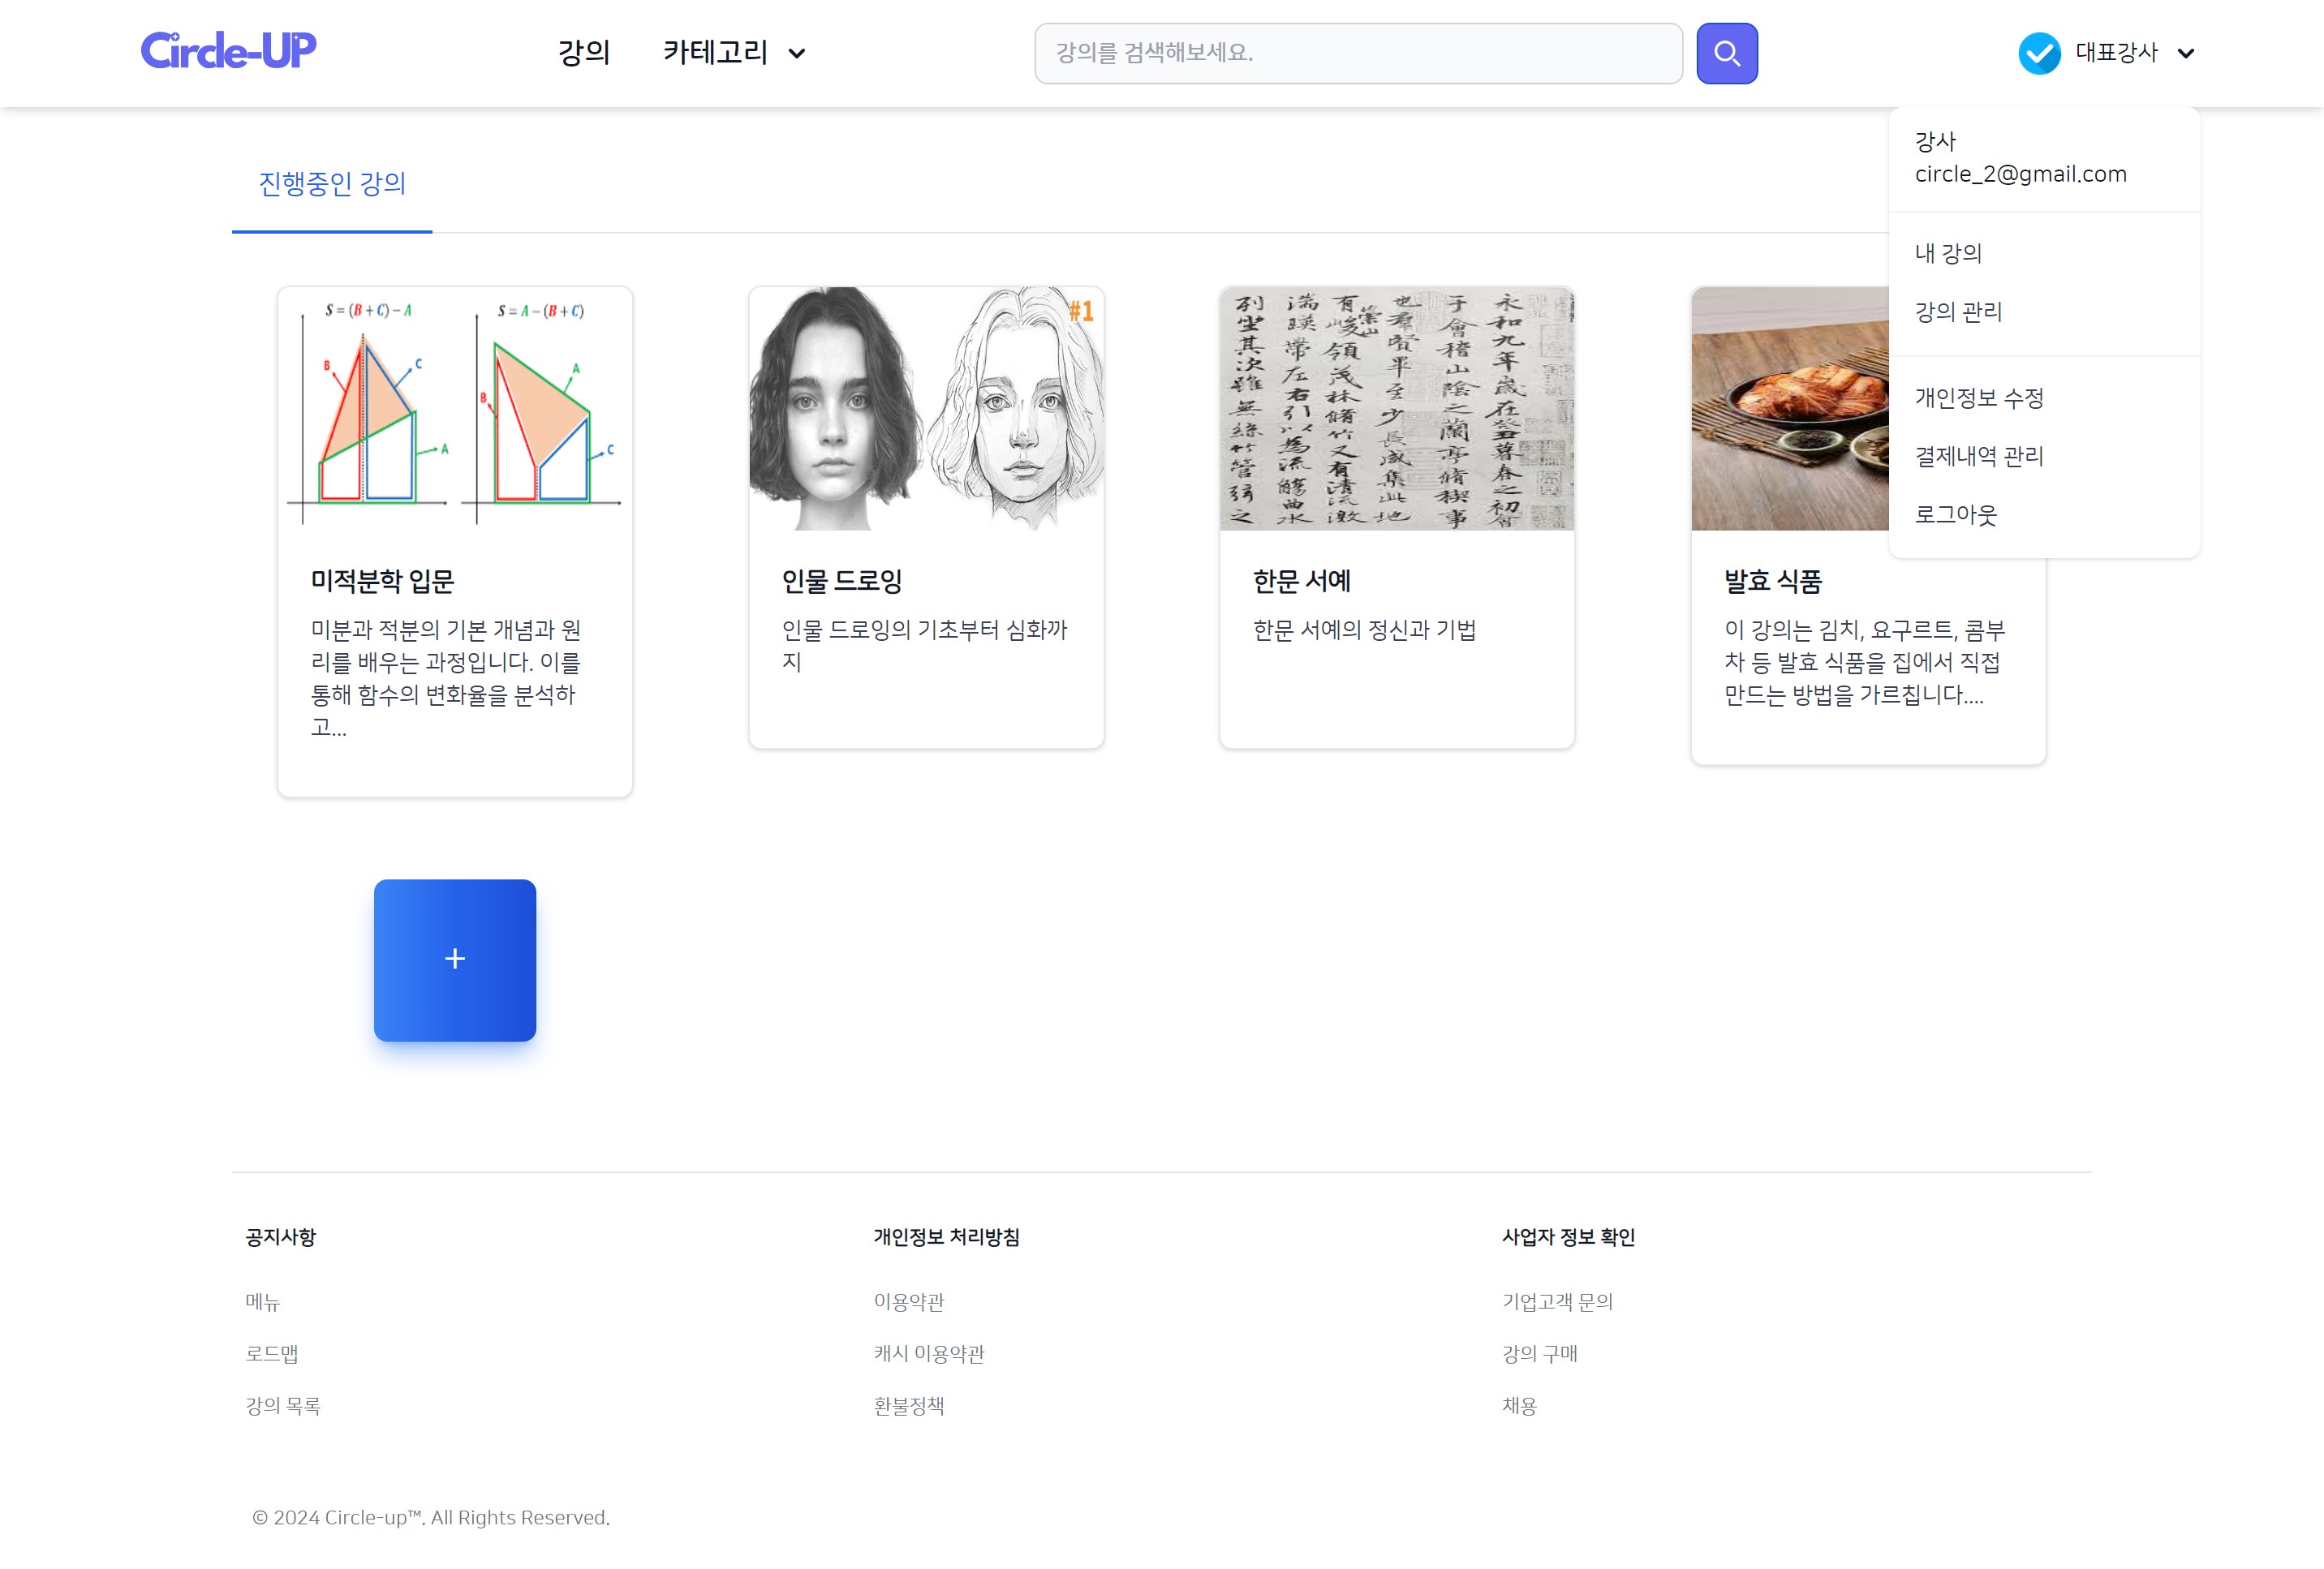 Circle-UP
강의
카테고리
강의를 검색해보세요.
대표강사
강사
circle_2@gmail.com
내 강의
강의 관리
개인정보 수정
결제내역 관리
로그아웃
진행중인 강의
S = (B + C) − A
B
C
A
S = A − (B + C)
A
B
C
#1
미적분학 입문
미분과 적분의 기본 개념과 원
리를 배우는 과정입니다. 이를
통해 함수의 변화율을 분석하
고...
인물 드로잉
인물 드로잉의 기초부터 심화까
지
永和九年歲在癸丑暮春之初會
于會稽山陰之蘭亭脩稧事
也羣賢畢至少長咸集此地
有崇山峻領茂林脩竹又有清流激
湍暎帶左右引以為流觴曲水
列坐其次雖無絲竹管弦之
한문 서예
한문 서예의 정신과 기법
발효 식품
이 강의는 김치, 요구르트, 콤부
차 등 발효 식품을 집에서 직접
만드는 방법을 가르칩니다....
+
공지사항
메뉴
로드맵
강의 목록
개인정보 처리방침
이용약관
캐시 이용약관
환불정책
사업자 정보 확인
기업고객 문의
강의 구매
채용
© 2024 Circle-up™. All Rights Reserved.